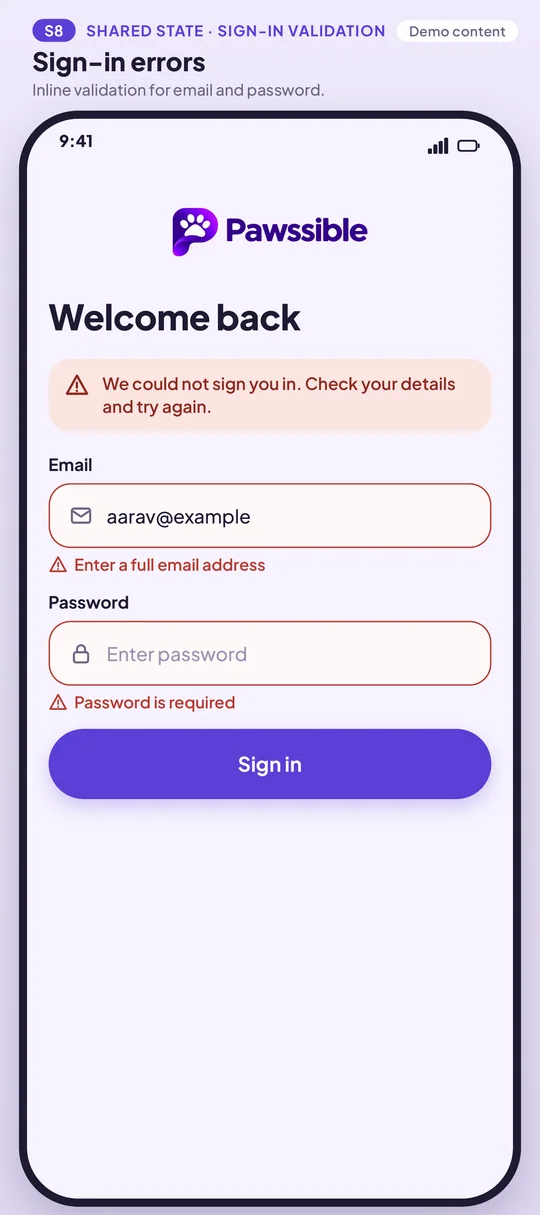 S8 SHARED STATE · SIGN-IN VALIDATION Demo content
Sign-in errors
Inline validation for email and password.
9:41
Pawssible
Welcome back
We could not sign you in. Check your details
and try again.
Email
aarav@example
Enter a full email address
Password
Enter password
Password is required
Sign in